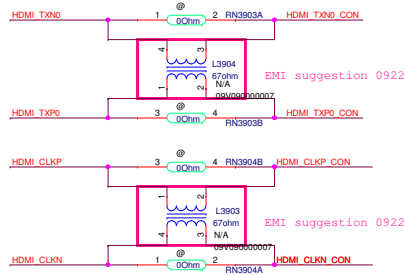 @
HDMI_TXN0 1 0Ohm 2 RN3903A HDMI_TXN0_CON
4 3
L3904
67ohm EMI suggestion 0922
N/A
1 2
09V090000007
@
HDMI_TXP0 3 0Ohm 4 HDMI_TXP0_CON
RN3903B
@
HDMI_CLKP 3 0Ohm 4 RN3904B HDMI_CLKP_CON
1 2
L3903
67ohm EMI suggestion 0922
4 3 N/A
09V090000007
@
HDMI_CLKN 1 0Ohm 2 HDMI_CLKN_CON
RN3904A